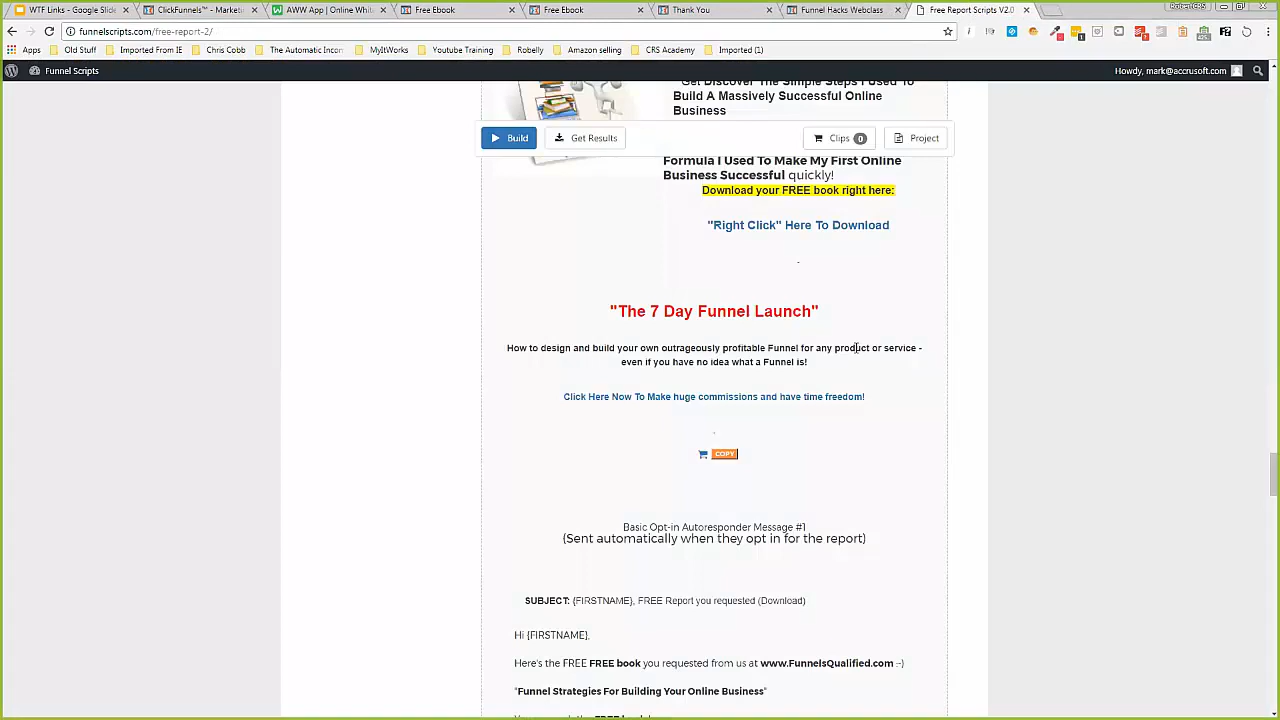 WTF Links - Google Slide
ClickFunnels™ - Market
AWW App | Online Whit
Free Ebook
Free Ebook
Thank You
Funnel Hacks Webclass
Free Report Scripts V2.0
RobertCRS
funnelscripts.com/free-report-2/
Apps
Old Stuff
Imported From IE
Chris Cobb
The Automatic Incon
MyItWorks
Youtube Training
Robelly
Amazon selling
CRS Academy
Imported (1)
Funnel Scripts
Howdy, mark@accrusoft.com
Get Discover The Simple Steps I Used To
Build A Massively Successful Online
Business
Build
Get Results
Clips 0
Project
Formula I Used To Make My First Online
Business Successful quickly!
Download your FREE book right here:
"Right Click" Here To Download
"The 7 Day Funnel Launch"
How to design and build your own outrageously profitable Funnel for any product or service -
even if you have no idea what a Funnel is!
Click Here Now To Make huge commissions and have time freedom!
COPY
Basic Opt-in Autoresponder Message #1
(Sent automatically when they opt in for the report)
SUBJECT: {FIRSTNAME}, FREE Report you requested (Download)
Hi {FIRSTNAME},
Here's the FREE FREE book you requested from us at www.FunnelsQualified.com :-)
"Funnel Strategies For Building Your Online Business"